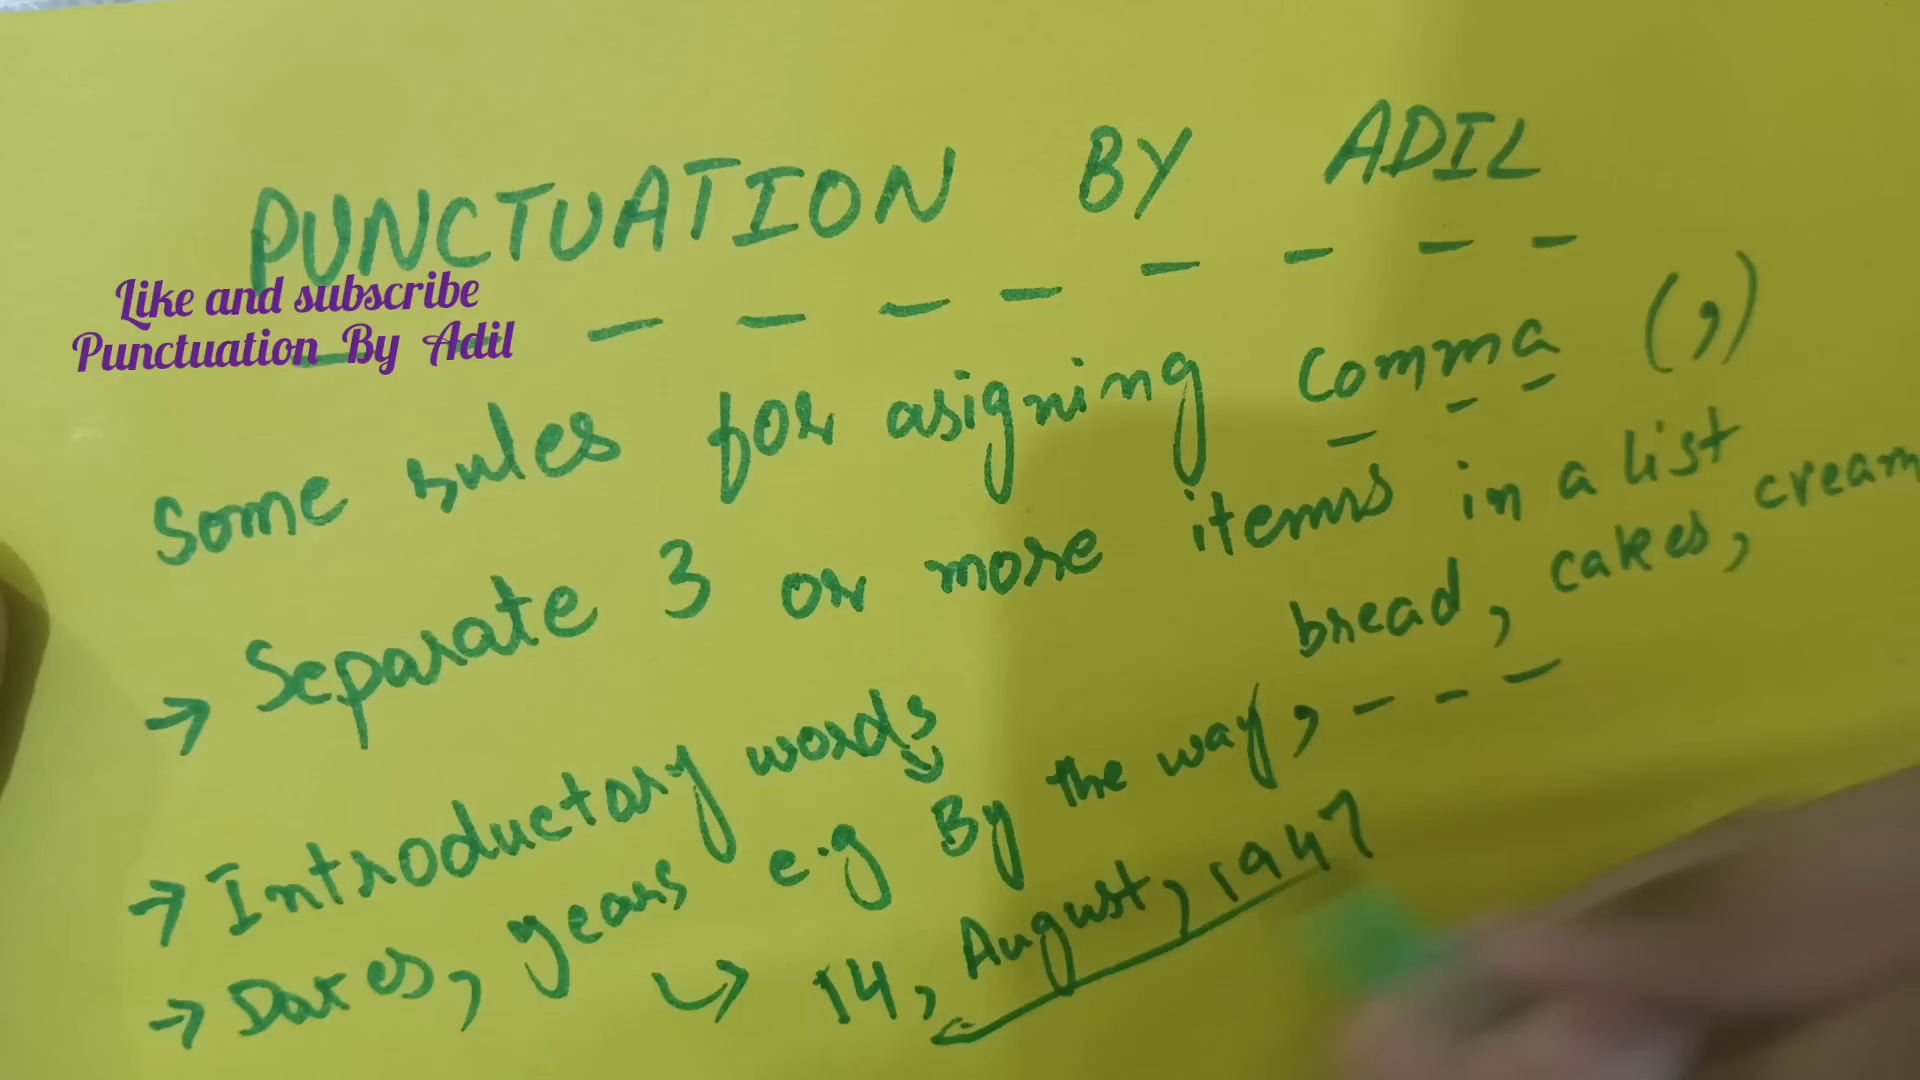 PUNCTUATION BY ADIL
Like and subscribe
Punctuation By Adil
Some rules for asigning comma (,)
→ Separate 3 or more items in a list
bread, cakes, cream
→ Introductory words
e.g By the way, - - -
→ Dates, years
14, August, 1947